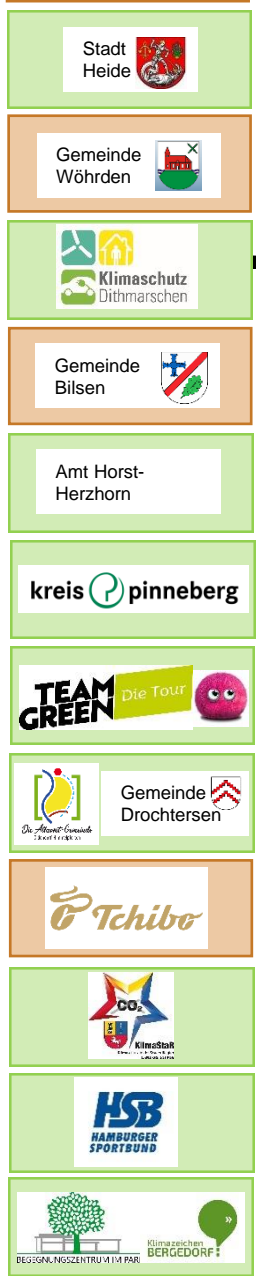 Stadt
Heide
Gemeinde
Wöhrden
Klimaschutz
Dithmarschen
Gemeinde
Bilsen
Amt Horst-
Herzhorn
kreis pinneberg
TEAM
GREEN
Die Tour
Gemeinde
Drochtersen
Tchibo
CO2
KlimaStaR
HSB
HAMBURGER
SPORTBUND
BEGEGNUNGSZENTRUM IM PARK
Klimazeichen
BERGEDORF